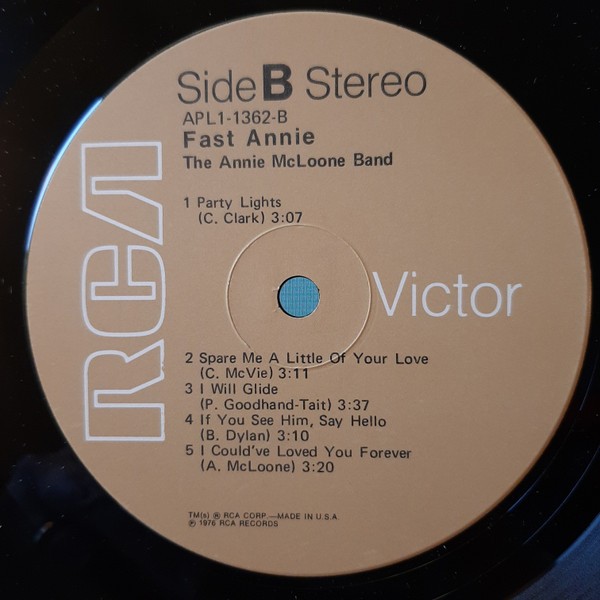 Side B Stereo
APL1-1362-B
Fast Annie
The Annie McLoone Band
1 Party Lights
(C. Clark) 3:07
RCA Victor
2 Spare Me A Little Of Your Love
(C. McVie) 3:11
3 I Will Glide
(P. Goodhand-Tait) 3:37
4 If You See Him, Say Hello
(B. Dylan) 3:10
5 I Could've Loved You Forever
(A. McLoone) 3:20
TM(s) ® RCA CORP.—MADE IN U.S.A.
℗ 1976 RCA RECORDS